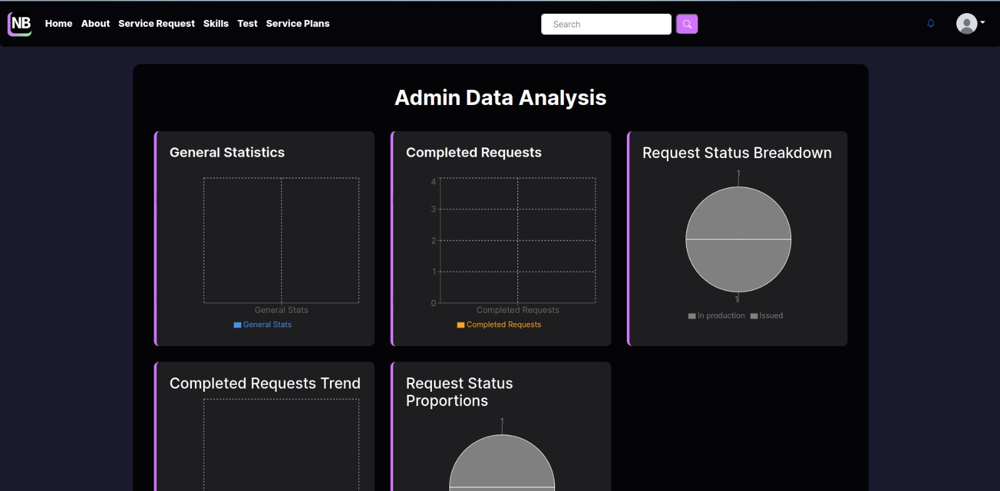 NB Home About Service Request Skills Test Service Plans Search
Admin Data Analysis
General Statistics
General Stats
General Stats
Completed Requests
4
3
2
1
0
Completed Requests
Completed Requests
Request Status Breakdown
1
1
In production Issued
Completed Requests Trend
Request Status
Proportions
1